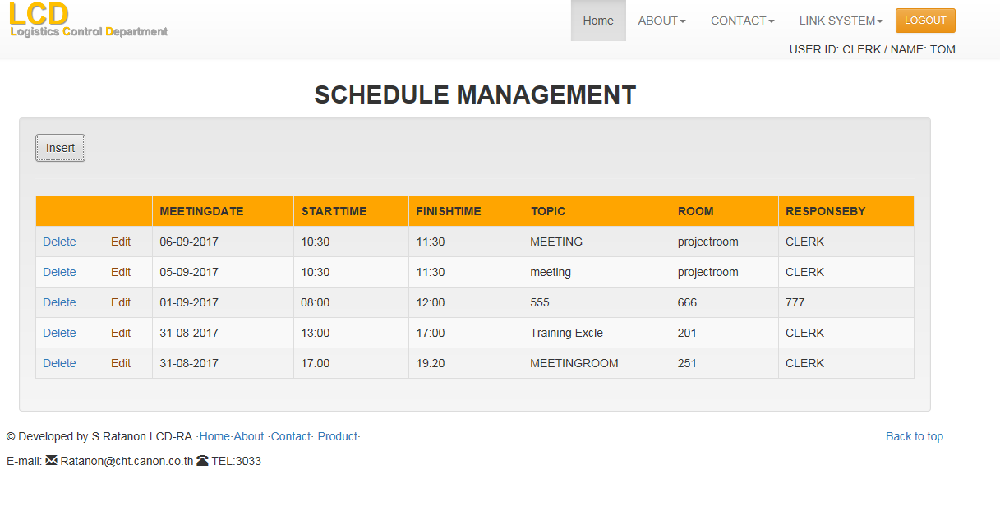 LCD
Logistics Control Department
Home ABOUT CONTACT LINK SYSTEM LOGOUT
USER ID: CLERK / NAME: TOM
SCHEDULE MANAGEMENT
Insert
MEETINGDATE STARTTIME FINISHTIME TOPIC ROOM RESPONSEBY
Delete Edit 06-09-2017 10:30 11:30 MEETING projectroom CLERK
Delete Edit 05-09-2017 10:30 11:30 meeting projectroom CLERK
Delete Edit 01-09-2017 08:00 12:00 555 666 777
Delete Edit 31-08-2017 13:00 17:00 Training Excle 201 CLERK
Delete Edit 31-08-2017 17:00 19:20 MEETINGROOM 251 CLERK
© Developed by S.Ratanon LCD-RA ·Home·About ·Contact· Product· Back to top
E-mail: Ratanon@cht.canon.co.th TEL:3033